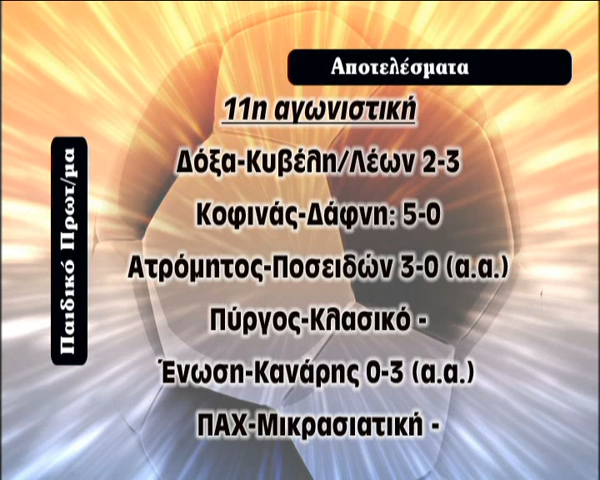 Αποτελέσματα
11η αγωνιστική
Παιδικό Πρωτ/μα
Δόξα-Κυβέλη/Λέων 2-3
Κοφινάς-Δάφνη: 5-0
Ατρόμητος-Ποσειδών 3-0 (α.α.)
Πύργος-Κλασικό -
Ένωση-Κανάρης 0-3 (α.α.)
ΠΑΧ-Μικρασιατική -